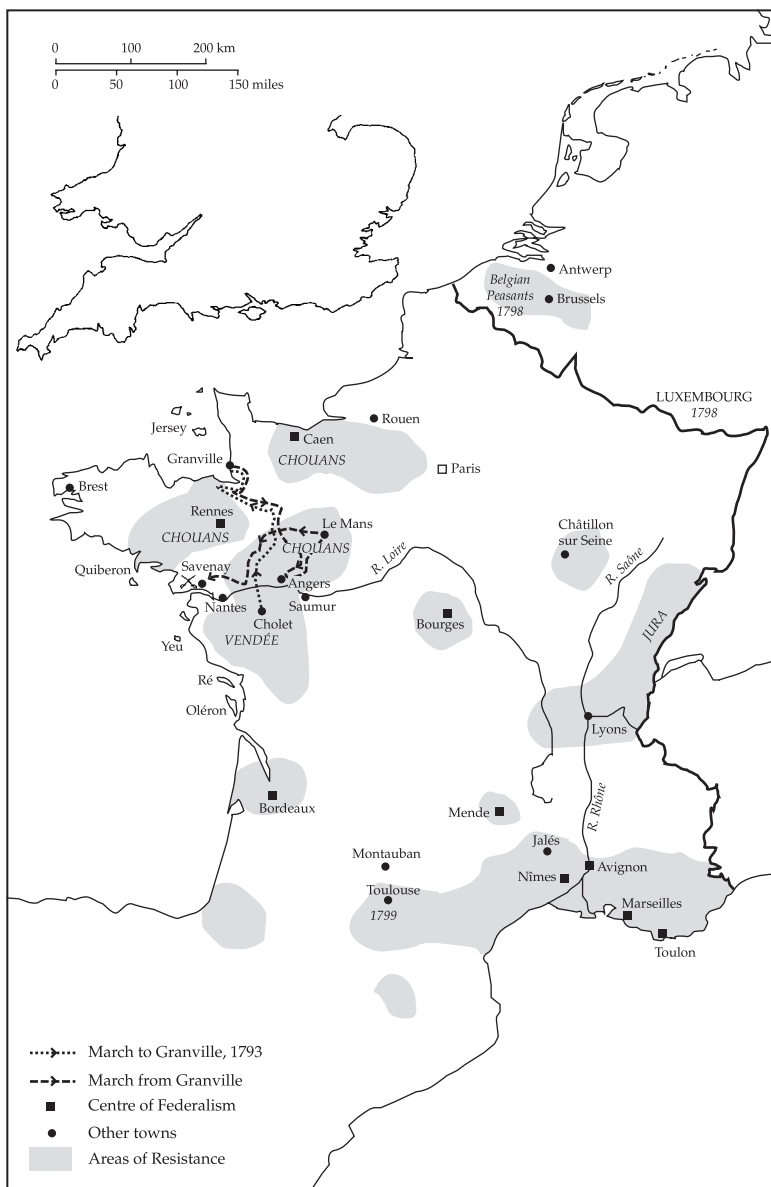 0 100 200 km
0 50 100 150 miles
Antwerp
Belgian
Peasants
1798
Brussels
LUXEMBOURG
1798
Jersey
Rouen
Caen
CHOUANS
Granville
Paris
Brest
Rennes
CHOUANS
Le Mans
CHOUANS
Châtillon
sur Seine
R. Loire
R. Saône
Quiberon
Savenay
Angers
Nantes
Saumur
Cholet
VENDÉE
Bourges
JURA
Yeu
Ré
Oléron
Lyons
Bordeaux
Mende
R. Rhône
Jalés
Montauban
Avignon
Nîmes
Toulouse
1799
Marseilles
Toulon
March to Granville, 1793
March from Granville
Centre of Federalism
Other towns
Areas of Resistance